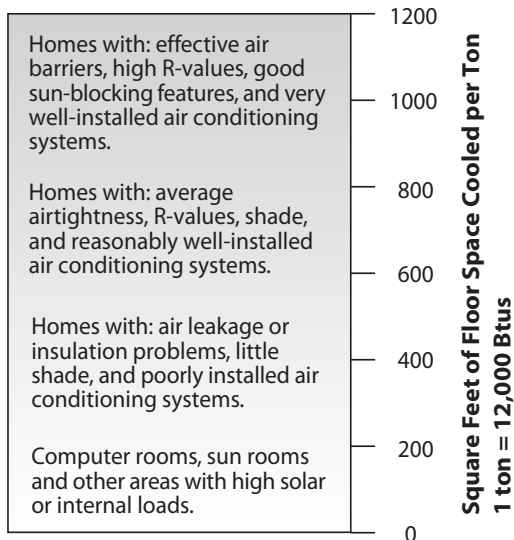 Homes with: effective air
barriers, high R-values, good
sun-blocking features, and very
well-installed air conditioning
systems.
Homes with: average
airtightness, R-values, shade,
and reasonably well-installed
air conditioning systems.
Homes with: air leakage or
insulation problems, little
shade, and poorly installed air
conditioning systems.
Computer rooms, sun rooms
and other areas with high solar
or internal loads.
1200
1000
800
600
400
200
0
Square Feet of Floor Space Cooled per Ton
1 ton = 12,000 Btus